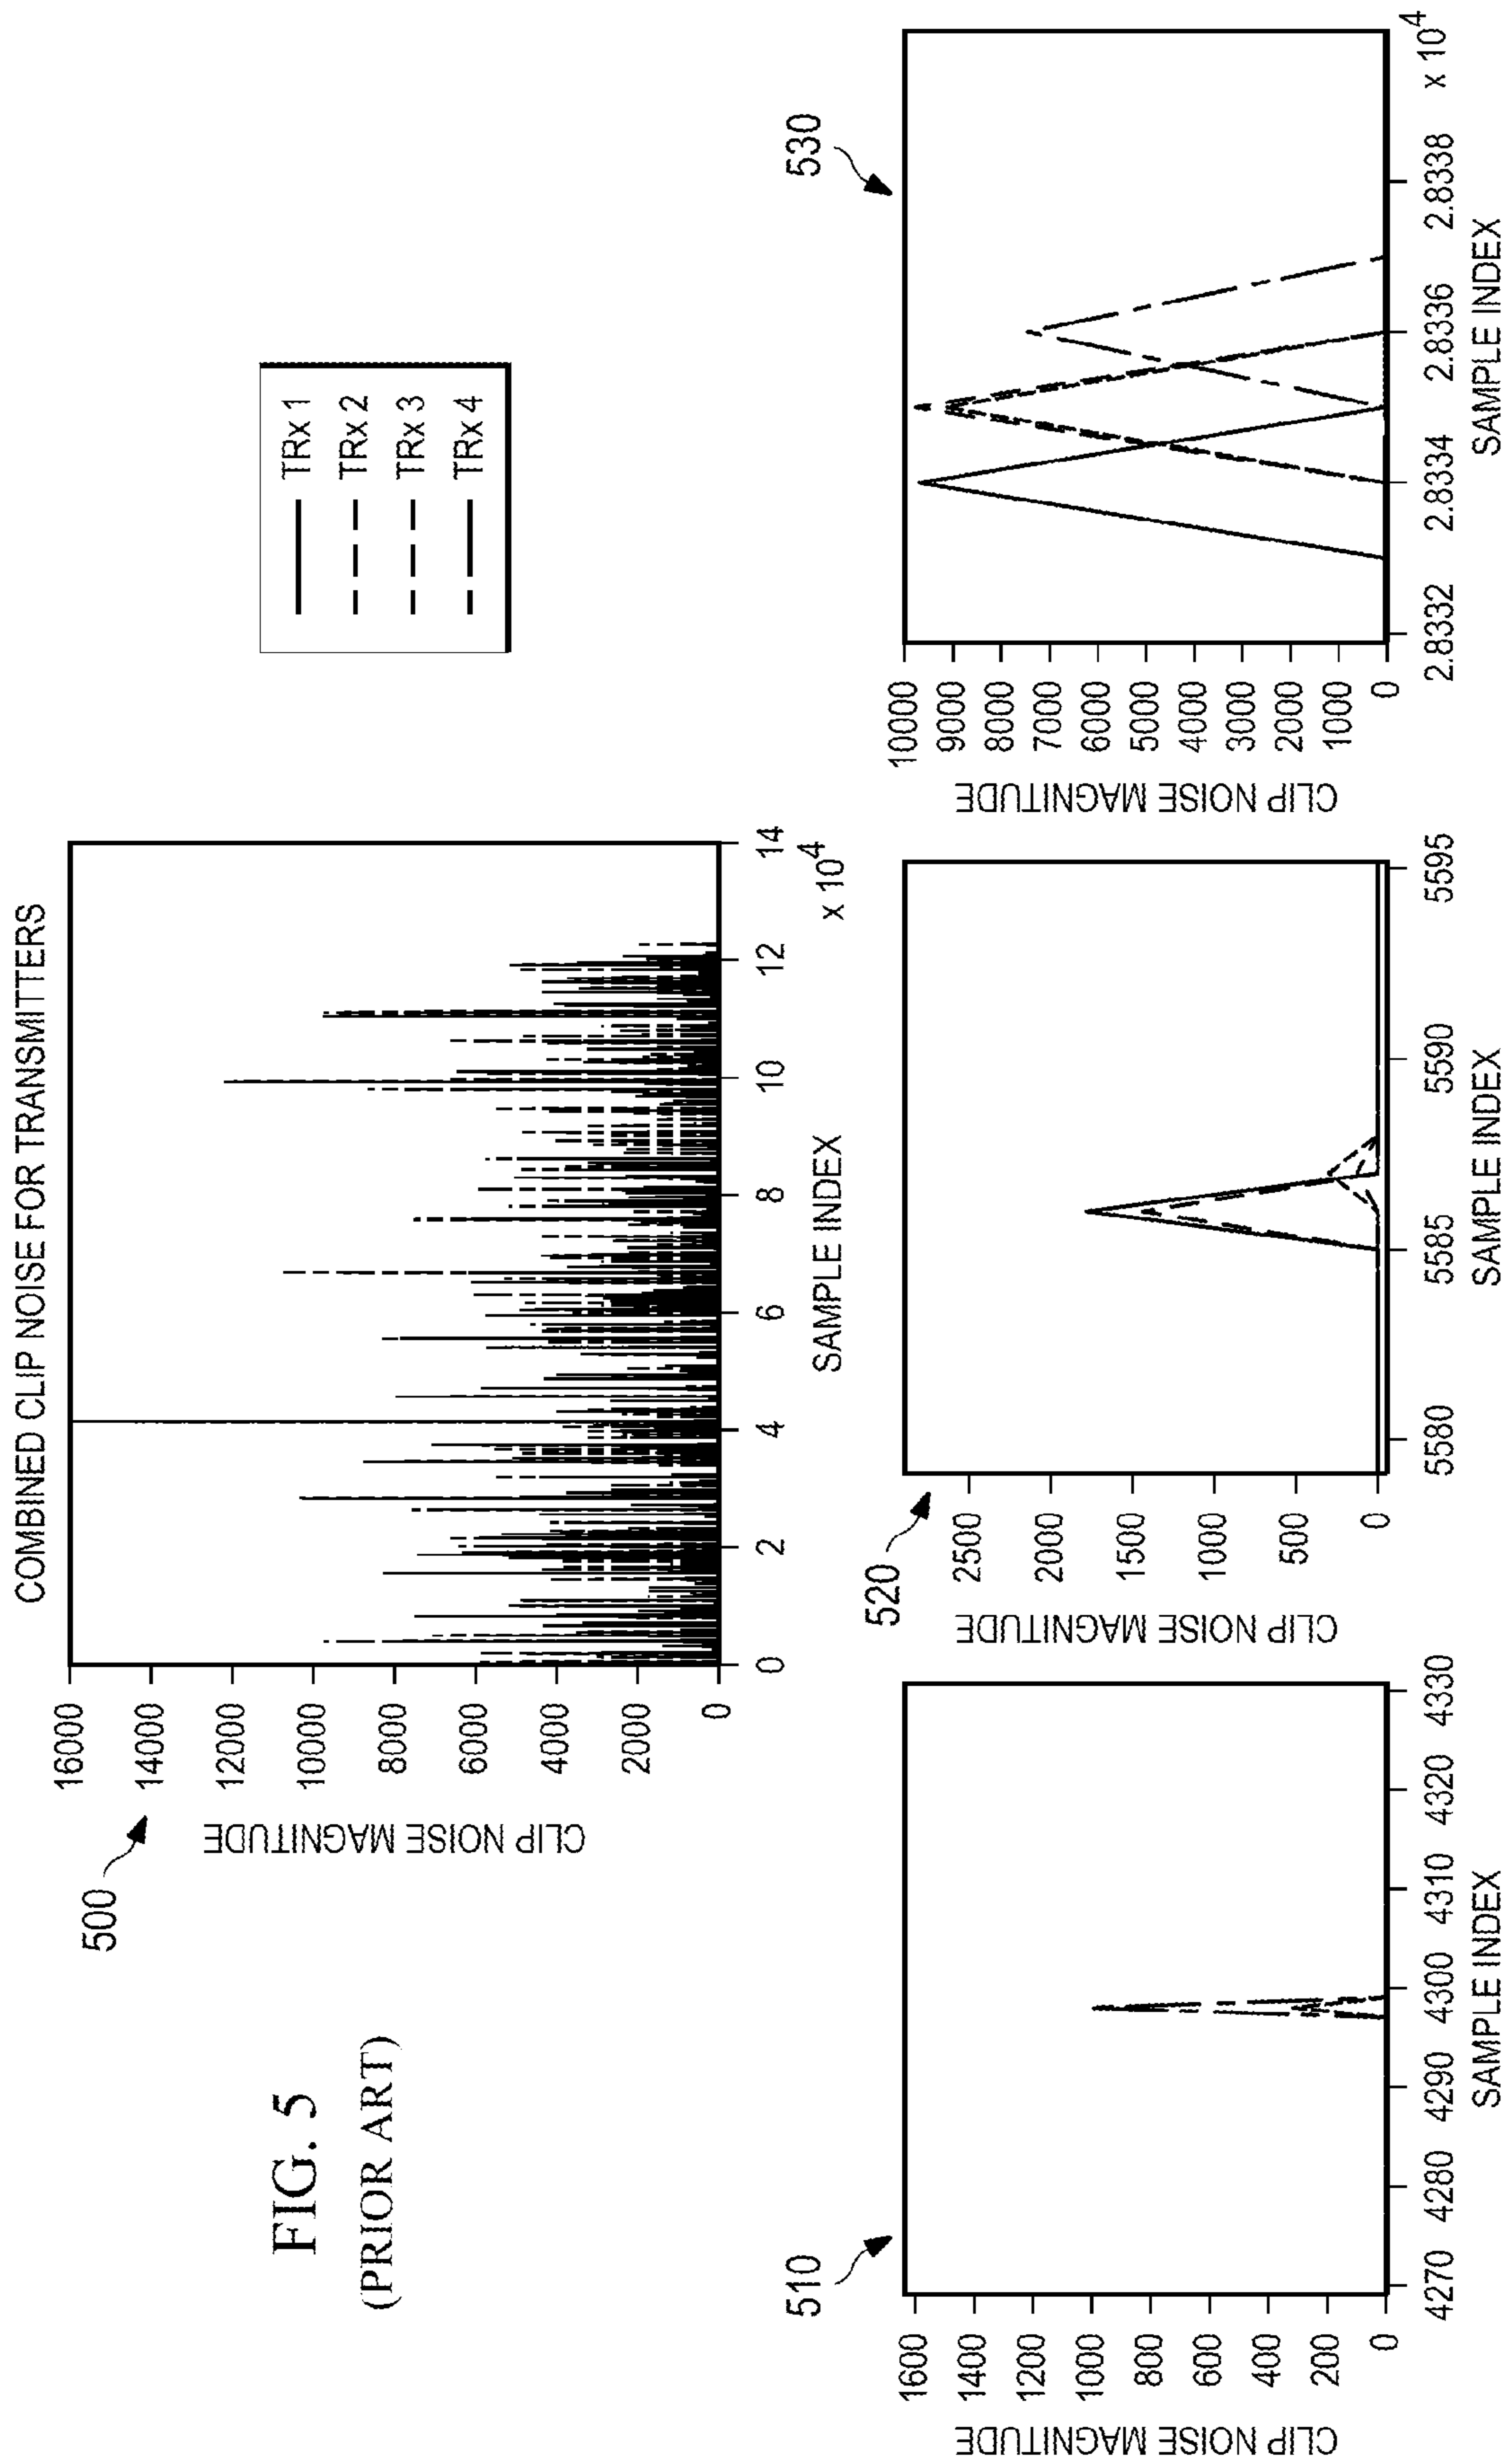 FIG. 5
(PRIOR ART)
500
COMBINED CLIP NOISE FOR TRANSMITTERS
CLIP NOISE MAGNITUDE
16000
14000
12000
10000
8000
6000
4000
2000
0
0 2 4 6 8 10 12 14
x 10^4
SAMPLE INDEX
TRx 1
TRx 2
TRx 3
TRx 4
510
CLIP NOISE MAGNITUDE
1600
1400
1200
1000
800
600
400
200
0
4270 4280 4290 4300 4310 4320 4330
SAMPLE INDEX
520
CLIP NOISE MAGNITUDE
2500
2000
1500
1000
500
0
5580 5585 5590 5595
SAMPLE INDEX
530
CLIP NOISE MAGNITUDE
10000
9000
8000
7000
6000
5000
4000
3000
2000
1000
0
2.8332 2.8334 2.8336 2.8338
x 10^4
SAMPLE INDEX